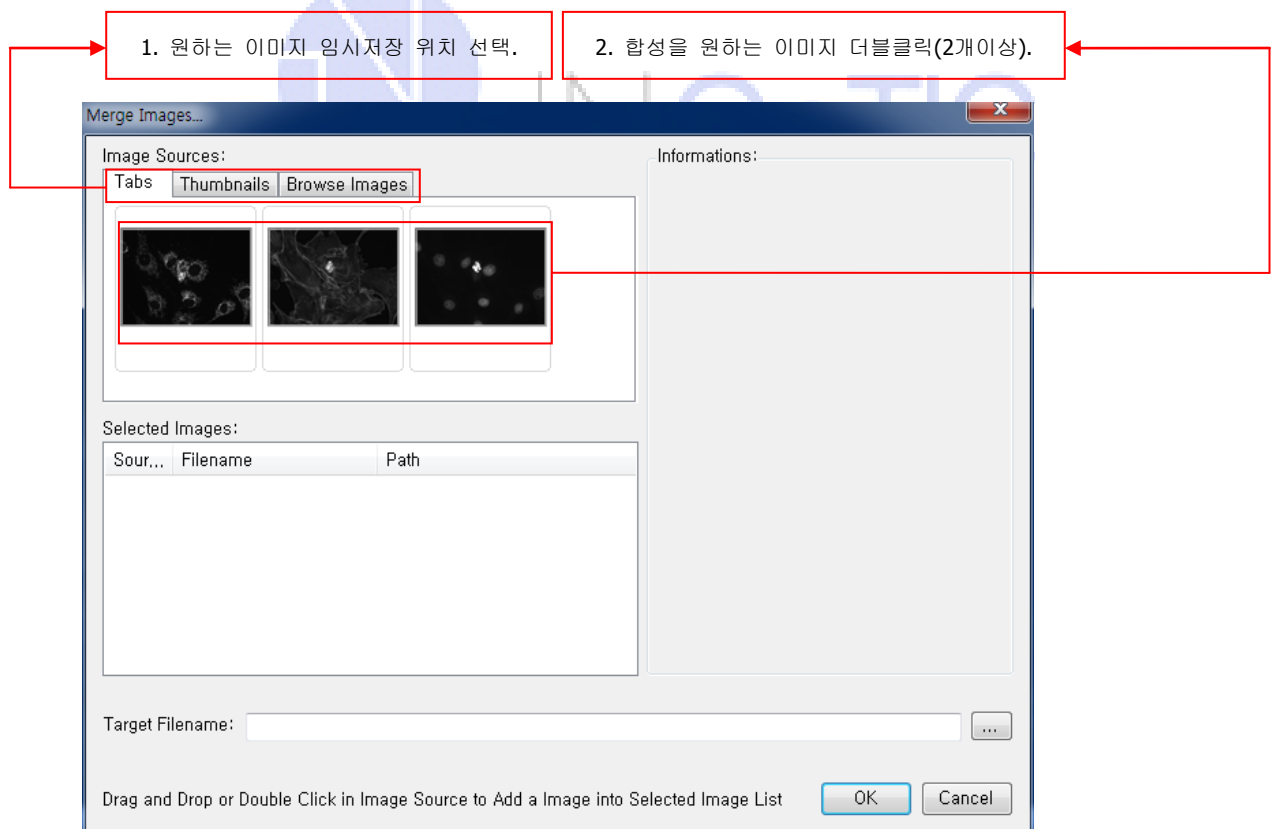 1. 원하는 이미지 임시저장 위치 선택.
2. 합성을 원하는 이미지 더블클릭(2개이상).
Merge Images...
Image Sources:
Informations:
Tabs Thumbnails Browse Images
Selected Images:
Sour... Filename Path
Target Filename:
...
Drag and Drop or Double Click in Image Source to Add a Image into Selected Image List
OK Cancel